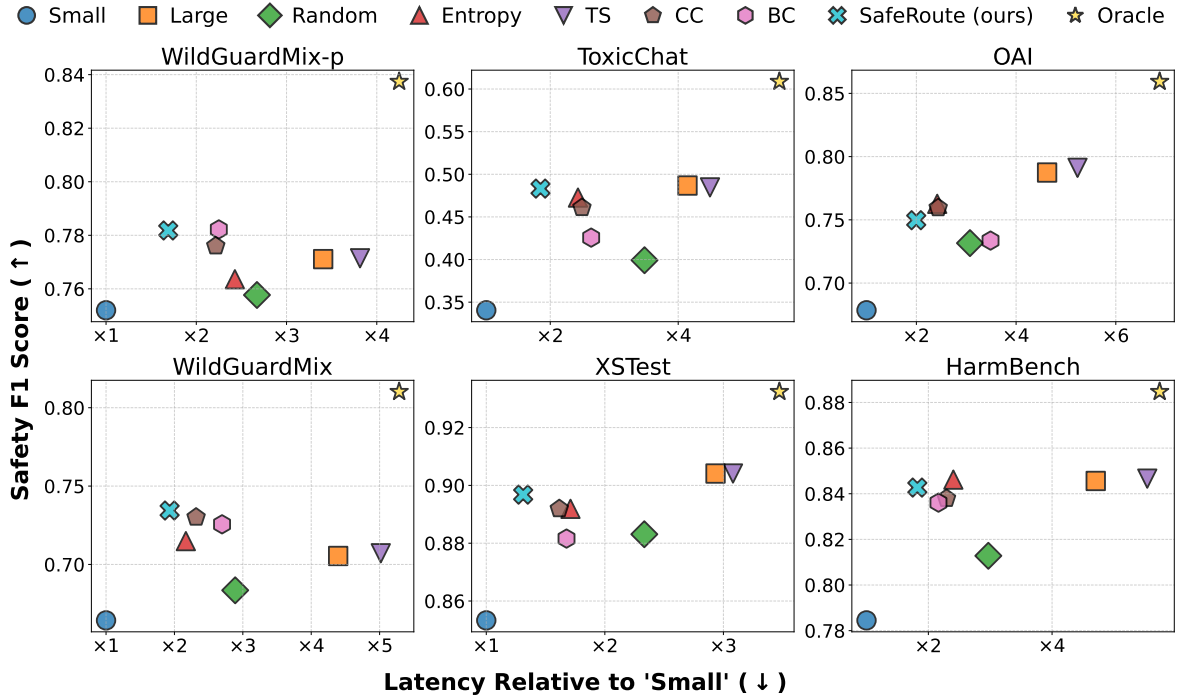 Small Large Random Entropy TS CC BC SafeRoute (ours) Oracle
Safety F1 Score (↑)
WildGuardMix-p
0.84
0.82
0.80
0.78
0.76
×1 ×2 ×3 ×4
ToxicChat
0.60
0.55
0.50
0.45
0.40
0.35
×2 ×4
OAI
0.85
0.80
0.75
0.70
×2 ×4 ×6
WildGuardMix
0.80
0.75
0.70
×1 ×2 ×3 ×4 ×5
XSTest
0.92
0.90
0.88
0.86
×1 ×2 ×3
HarmBench
0.88
0.86
0.84
0.82
0.80
0.78
×2 ×4
Latency Relative to 'Small' (↓)